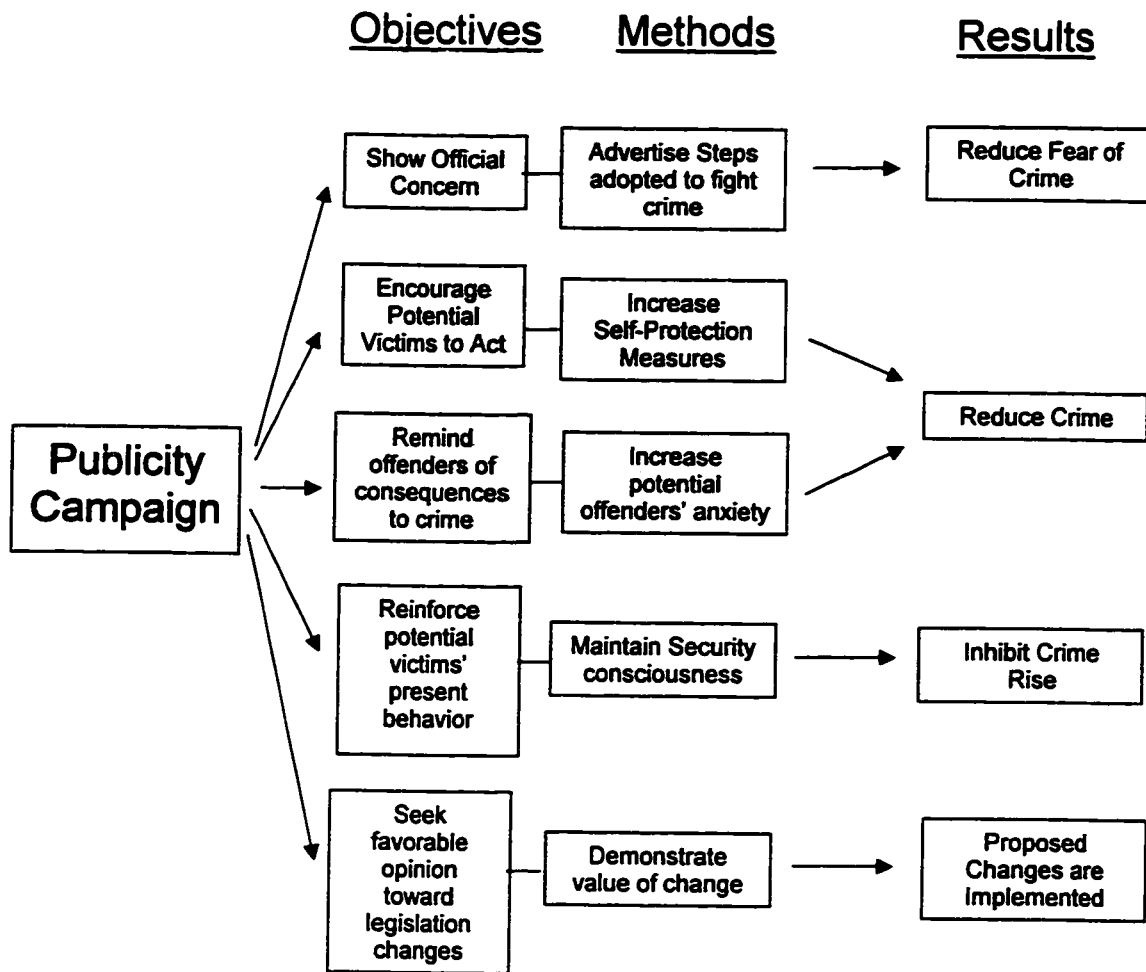 Objectives Methods Results
Show Official
Concern
Advertise Steps
adopted to fight
crime
Reduce Fear of
Crime
Encourage
Potential
Victims to Act
Increase
Self-Protection
Measures
Reduce Crime
Publicity
Campaign
Remind
offenders of
consequences
to crime
Increase
potential
offenders' anxiety
Reinforce
potential
victims'
present
behavior
Maintain Security
consciousness
Inhibit Crime
Rise
Seek
favorable
opinion
toward
legislation
changes
Demonstrate
value of change
Proposed
Changes are
Implemented